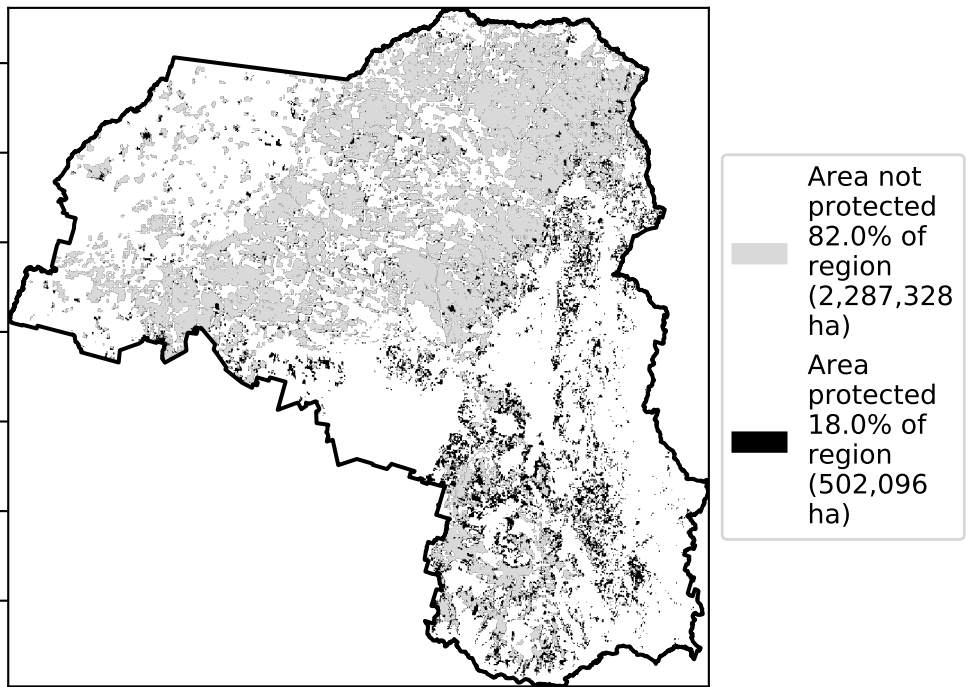 Area not
protected
82.0% of
region
(2,287,328
ha)
Area
protected
18.0% of
region
(502,096
ha)